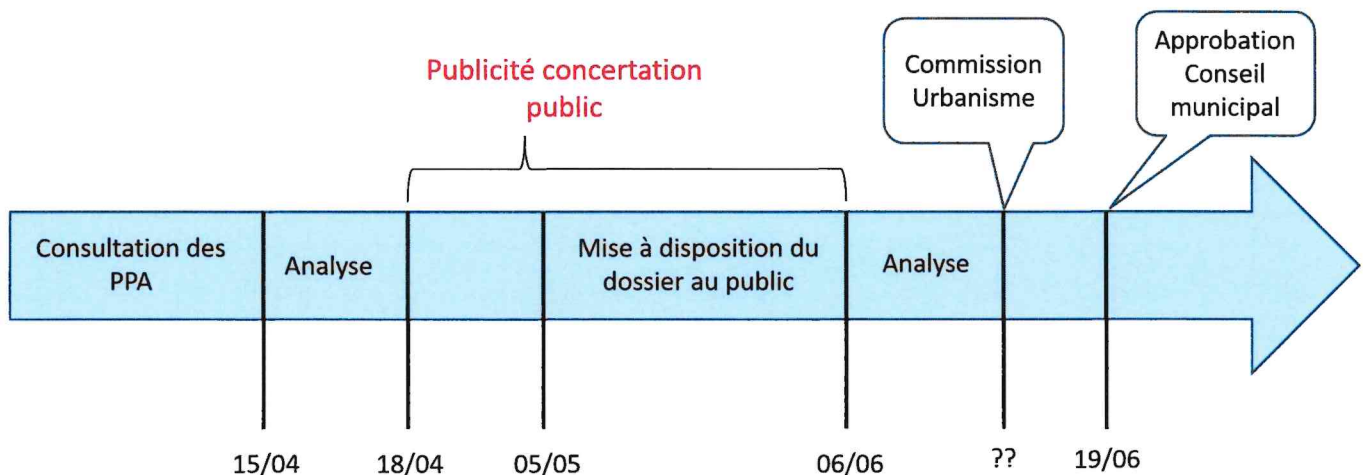 Publicité concertation
public
Commission
Urbanisme
Approbation
Conseil
municipal
Consultation des
PPA
Analyse
Mise à disposition du
dossier au public
Analyse
15/04
18/04
05/05
06/06
??
19/06